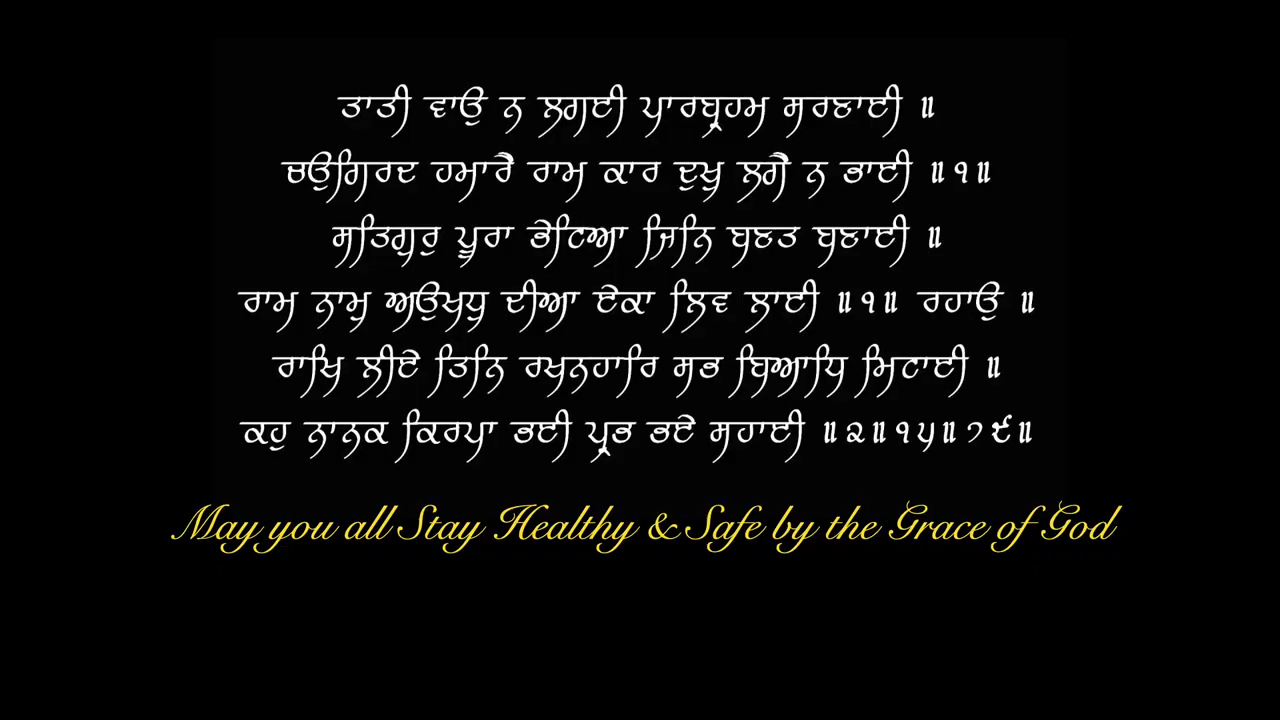 ਤਾਤੀ ਵਾਉ ਨ ਲਗਈ ਪਾਰਬ੍ਰਹਮ ਸਰਣਾਈ ॥
ਚਉਗਿਰਦ ਹਮਾਰੈ ਰਾਮ ਕਾਰ ਦੁਖੁ ਲਗੈ ਨ ਭਾਈ ॥੧॥
ਸਤਿਗੁਰੁ ਪੂਰਾ ਭੇਟਿਆ ਜਿਨਿ ਬਣਤ ਬਣਾਈ ॥
ਰਾਮ ਨਾਮੁ ਅਉਖਧੁ ਦੀਆ ਏਕਾ ਲਿਵ ਲਾਈ ॥੧॥ ਰਹਾਉ ॥
ਰਾਖਿ ਲੀਏ ਤਿਨਿ ਰਖਨਹਾਰਿ ਸਭ ਬਿਆਧਿ ਮਿਟਾਈ ॥
ਕਹੁ ਨਾਨਕ ਕਿਰਪਾ ਭਈ ਪ੍ਰਭ ਭਏ ਸਹਾਈ ॥੨॥੧੫॥੭੯॥
May you all Stay Healthy & Safe by the Grace of God